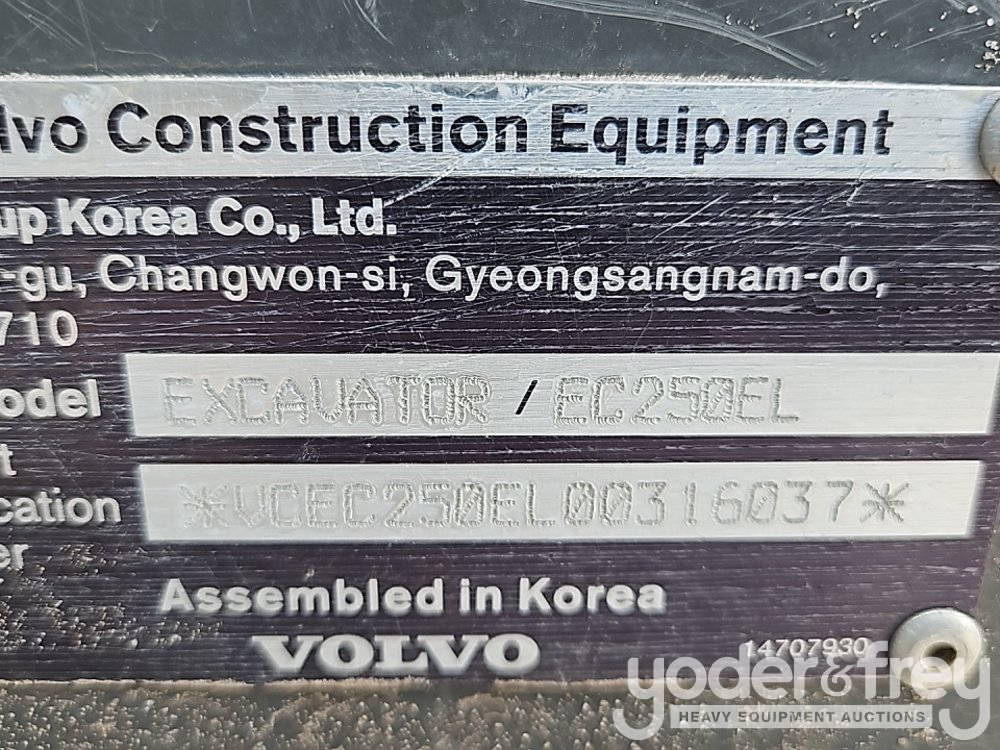 lvo Construction Equipment
up Korea Co., Ltd.
-gu, Changwon-si, Gyeongsangnam-do,
710
odel EXCAVATOR / EC250EL
t
cation *VCEC250EL00316037*
er
Assembled in Korea
VOLVO
14707930
yoder&frey
HEAVY EQUIPMENT AUCTIONS